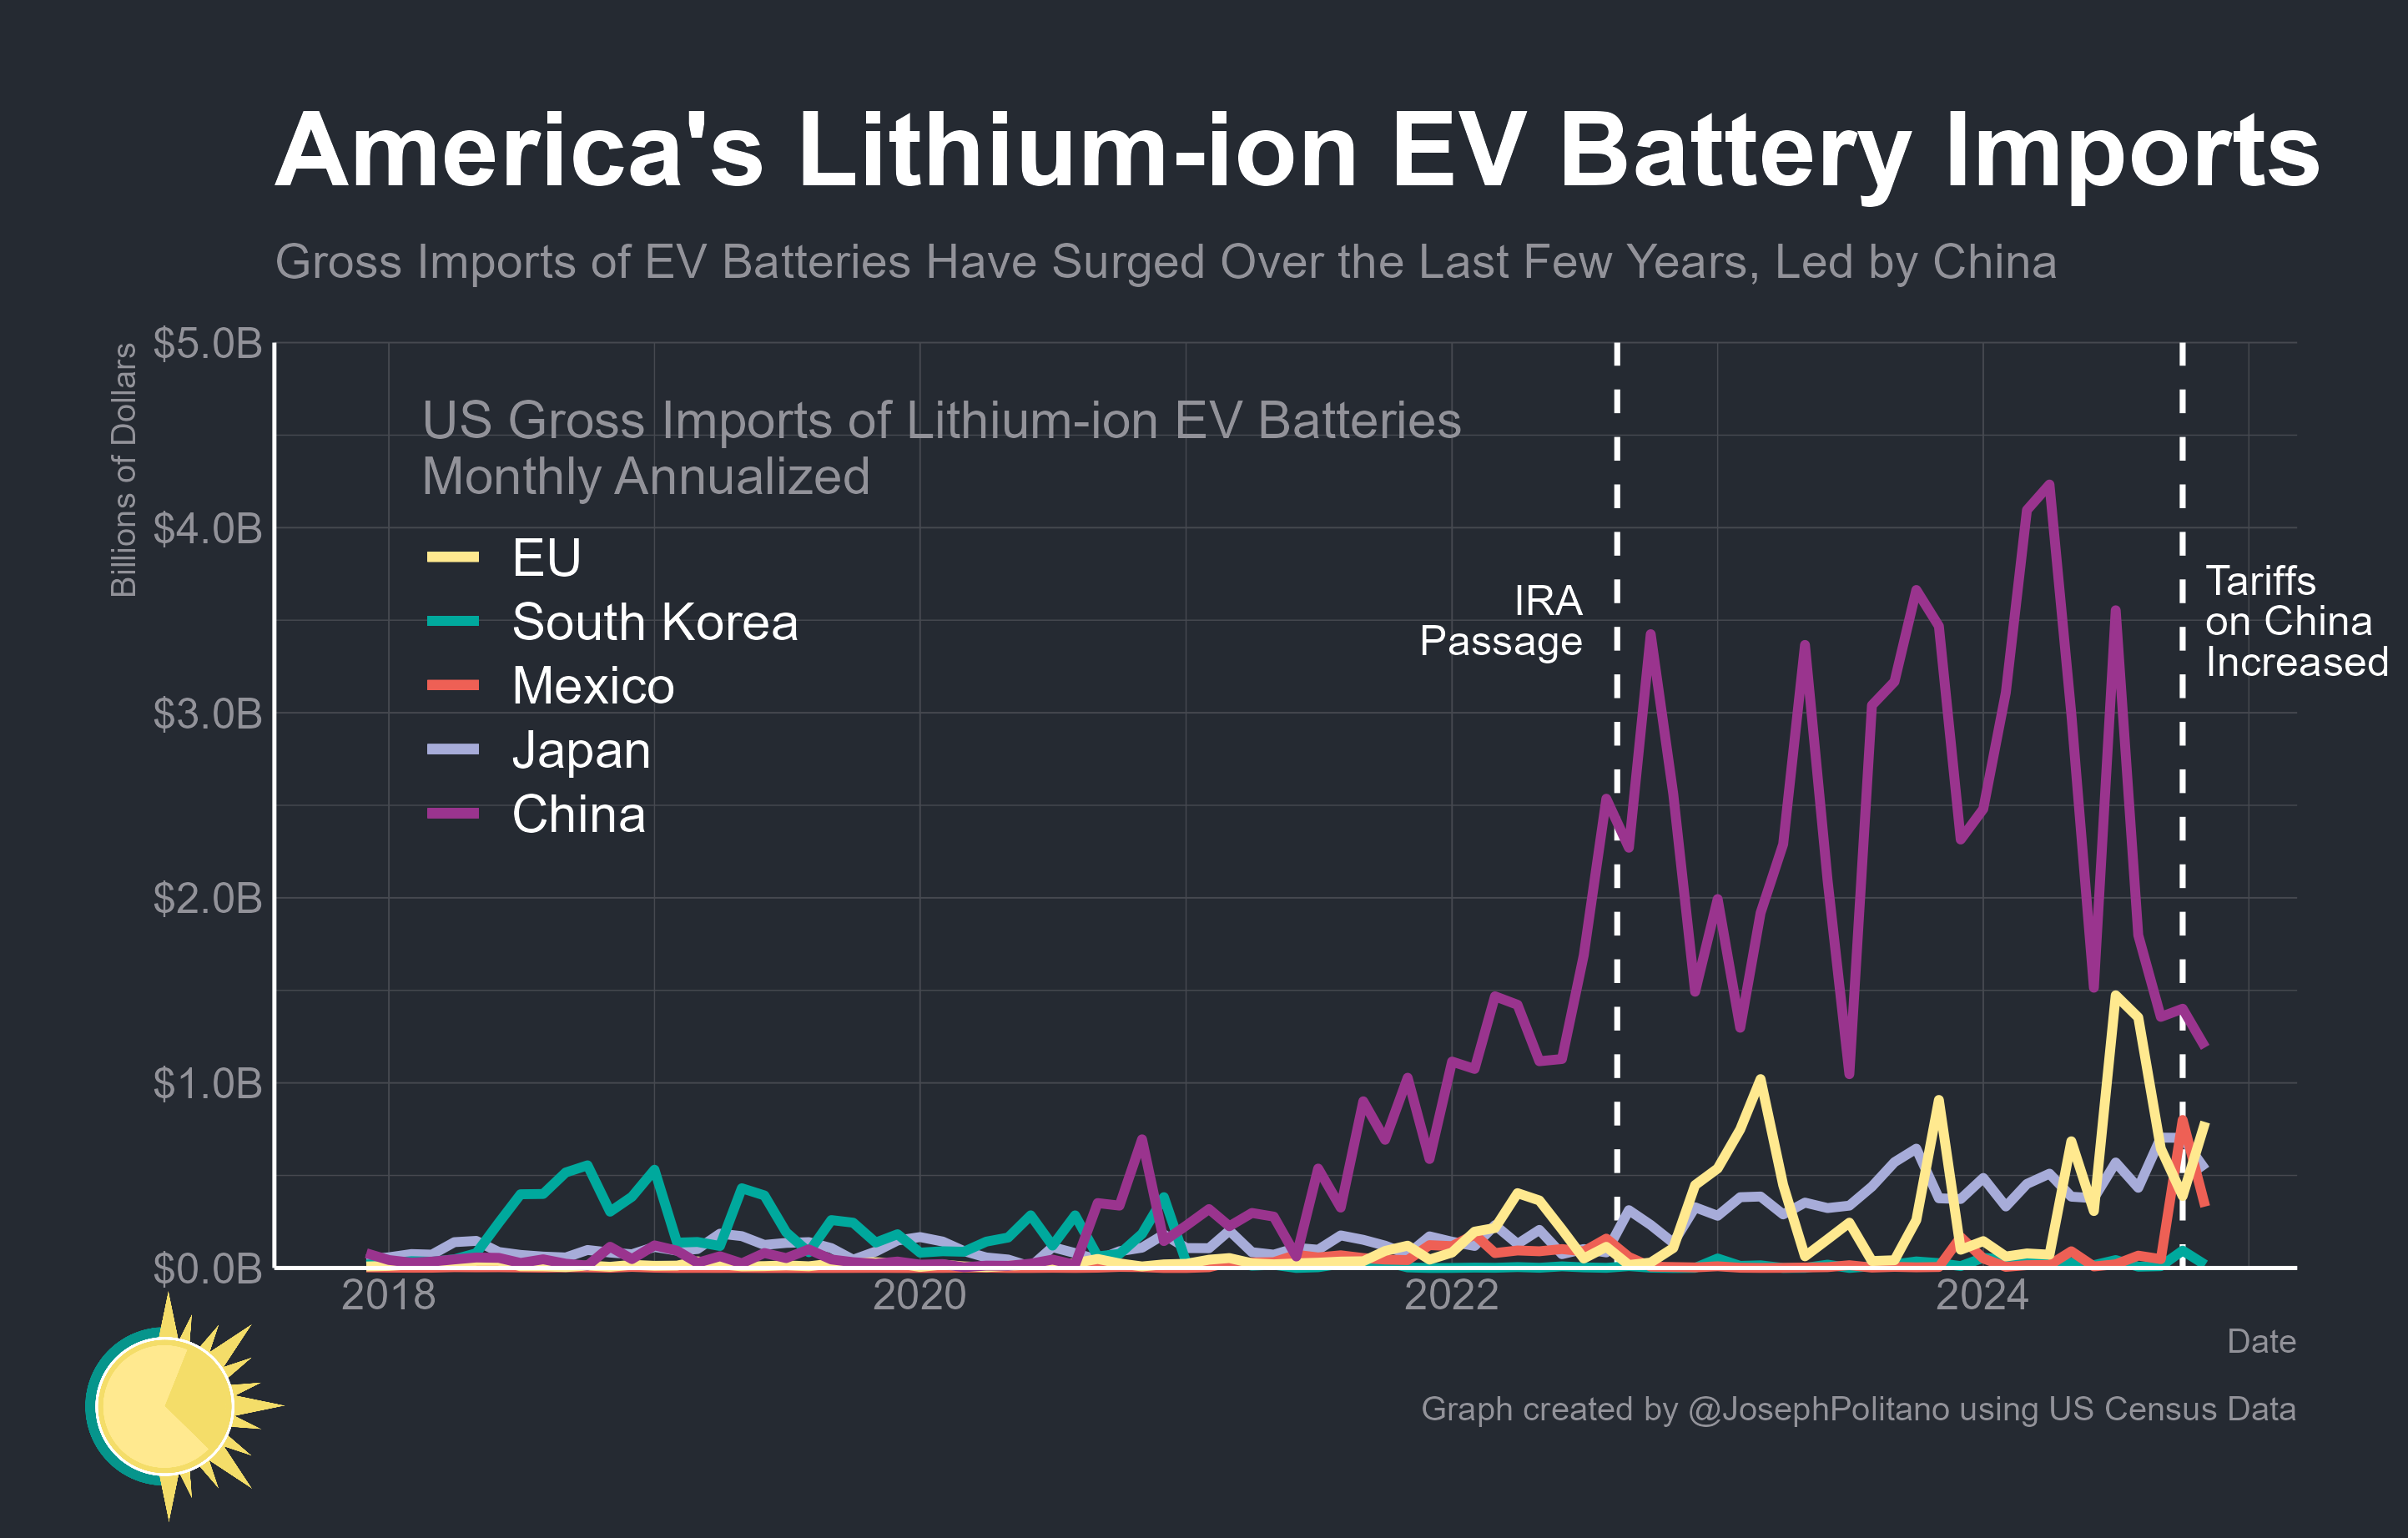 America's Lithium-ion EV Battery Imports
Gross Imports of EV Batteries Have Surged Over the Last Few Years, Led by China
Billions of Dollars
$5.0B
$4.0B
$3.0B
$2.0B
$1.0B
$0.0B
US Gross Imports of Lithium-ion EV Batteries
Monthly Annualized
EU
South Korea
Mexico
Japan
China
IRA
Passage
Tariffs
on China
Increased
2018
2020
2022
2024
Date
Graph created by @JosephPolitano using US Census Data